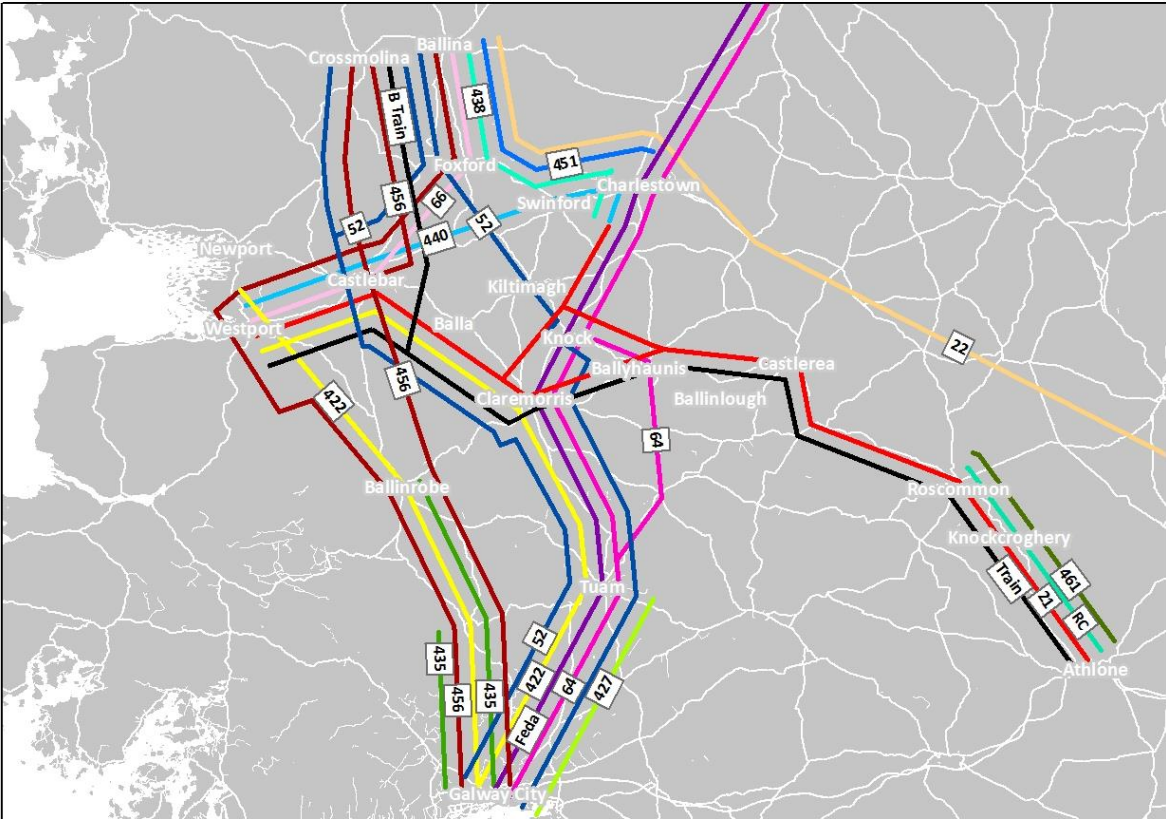 Ballina
Crossmolina
438
B Train
451
Foxford
Charlestown
456
66
Swinford
52
52
440
Newport
Castlebar
Kiltimagh
Westport
Balla
Knock
22
Castlerea
Ballyhaunis
456
Claremorris
Ballinlough
422
64
Ballinrobe
Roscommon
Knockcroghery
Train
461
Tuam
21
RC
52
435
Athlone
422
64
427
456
435
Feda
Galway City